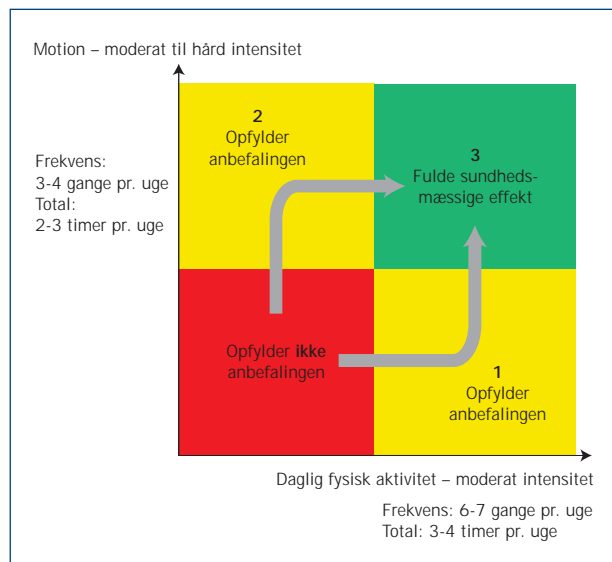 Motion – moderat til hård intensitet
Frekvens:
3-4 gange pr. uge
Total:
2-3 timer pr. uge
2
Opfylder
anbefalingen
3
Fulde sundheds-
mæssige effekt
Opfylder ikke
anbefalingen
1
Opfylder
anbefalingen
Daglig fysisk aktivitet – moderat intensitet
Frekvens: 6-7 gange pr. uge
Total: 3-4 timer pr. uge